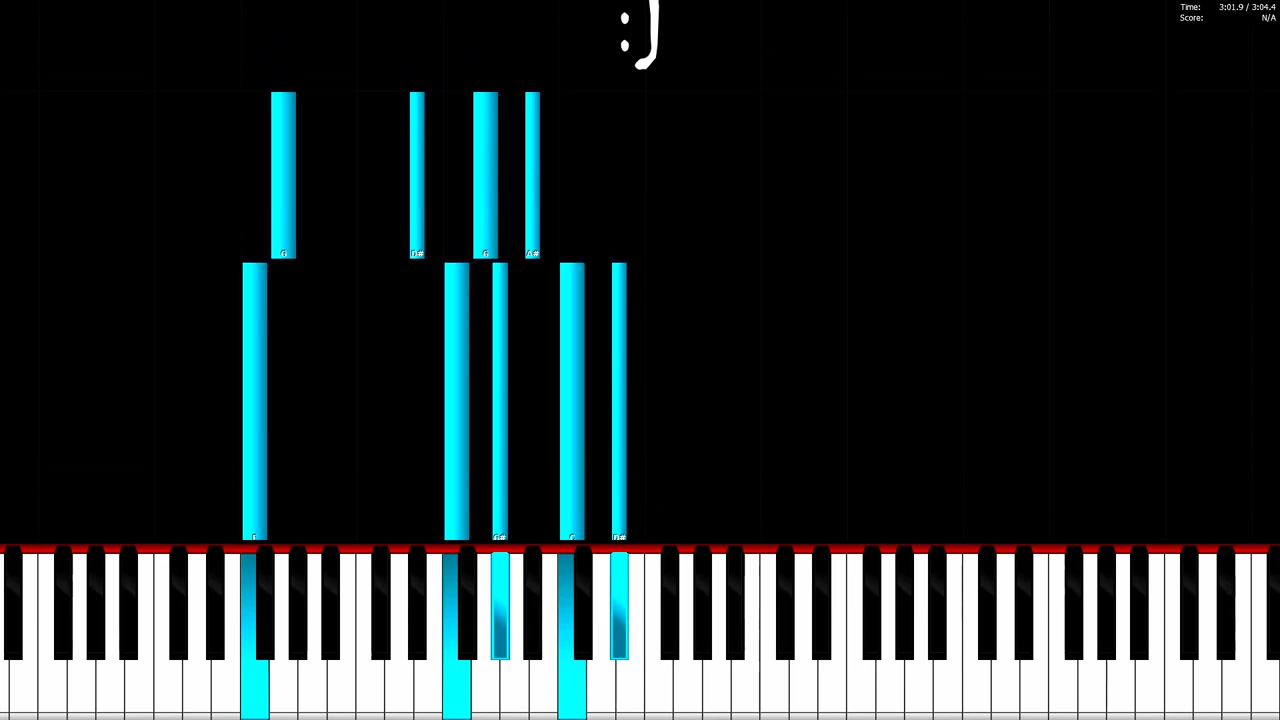 Time: 3:01.9 / 3:04.4
Score: N/A
:J
G D# G A#
F G# C D#